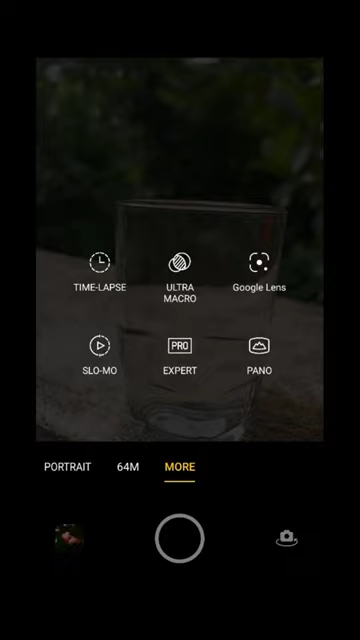 TIME-LAPSE
ULTRA
MACRO
Google Lens
SLO-MO
PRO
EXPERT
PANO
PORTRAIT
64M
MORE